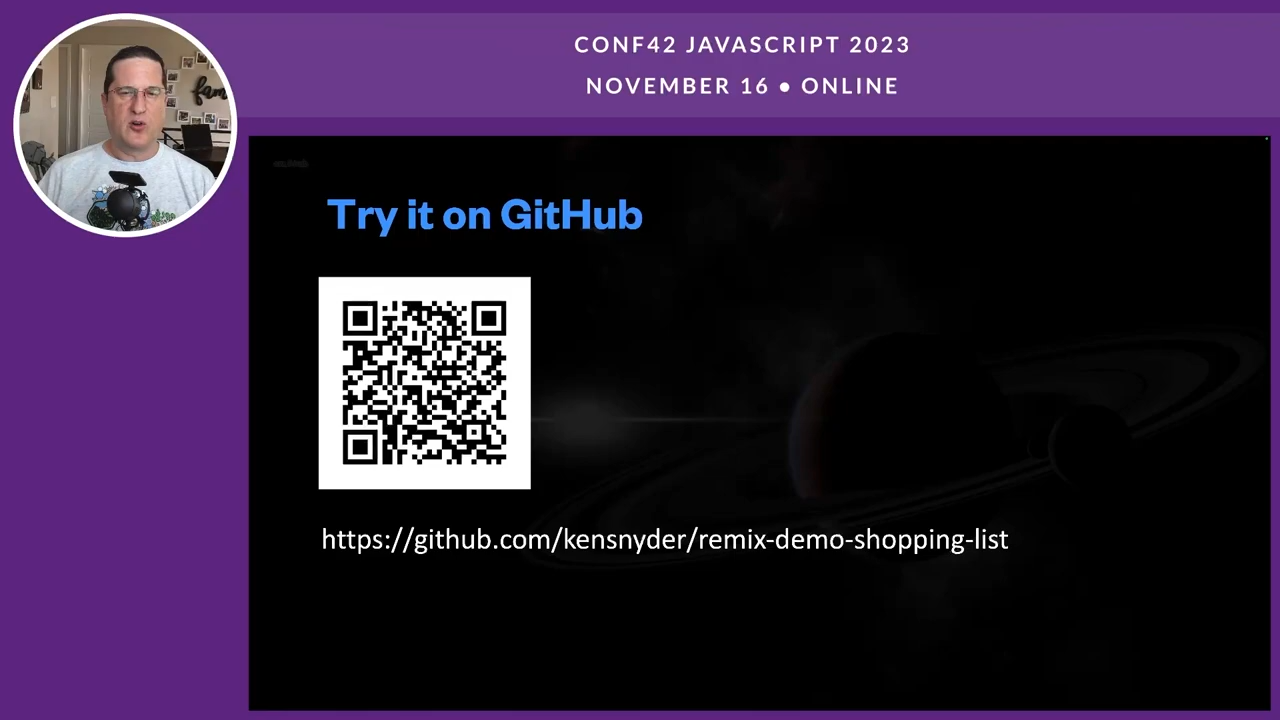 CONF42 JAVASCRIPT 2023
NOVEMBER 16 • ONLINE
Try it on GitHub
https://github.com/kensnyder/remix-demo-shopping-list